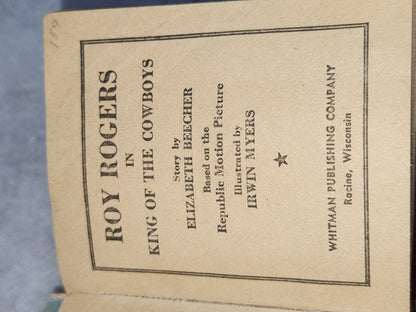 ROY ROGERS
IN
KING OF THE COWBOYS
Story by
ELIZABETH BEECHER
Based on the
Republic Motion Picture
Illustrated by
IRWIN MYERS
WHITMAN PUBLISHING COMPANY
Racine, Wisconsin